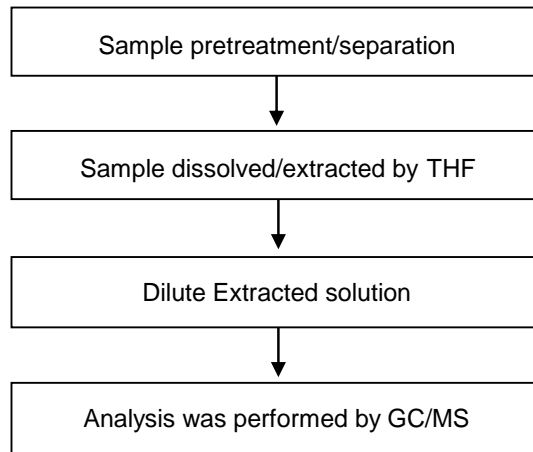 Sample pretreatment/separation
Sample dissolved/extracted by THF
Dilute Extracted solution
Analysis was performed by GC/MS